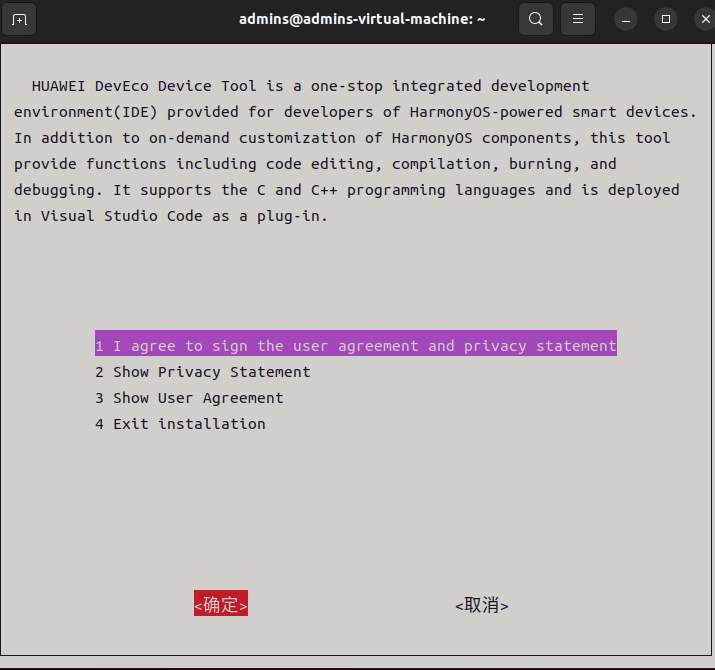 admins@admins-virtual-machine: ~
HUAWEI DevEco Device Tool is a one-stop integrated development
environment(IDE) provided for developers of HarmonyOS-powered smart devices.
In addition to on-demand customization of HarmonyOS components, this tool
provide functions including code editing, compilation, burning, and
debugging. It supports the C and C++ programming languages and is deployed
in Visual Studio Code as a plug-in.
1 I agree to sign the user agreement and privacy statement
2 Show Privacy Statement
3 Show User Agreement
4 Exit installation
<确定> <取消>